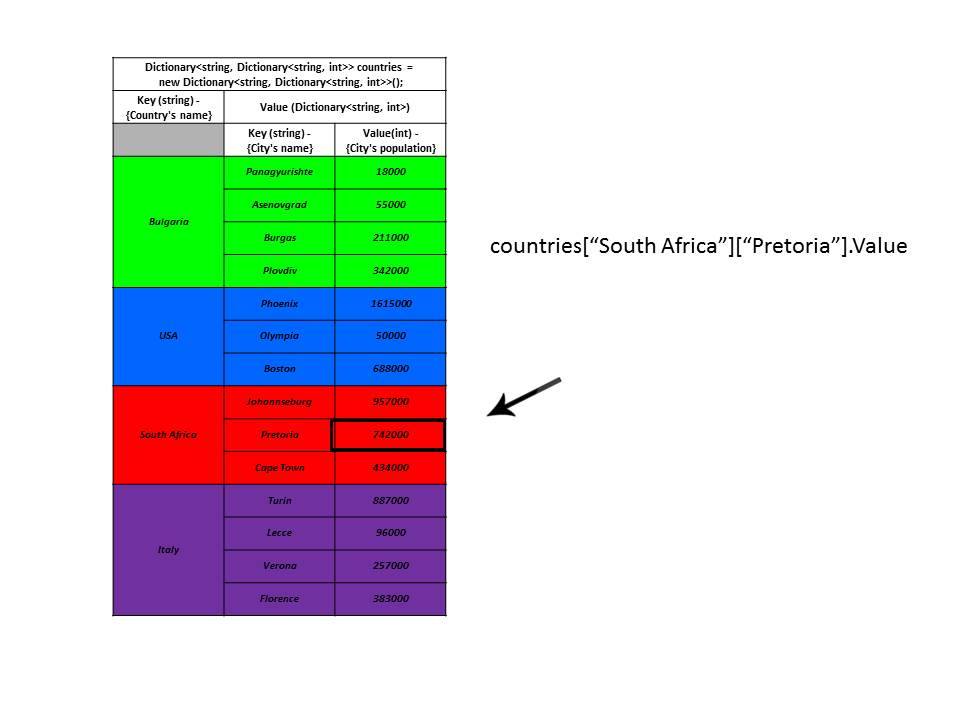 Dictionary<string, Dictionary<string, int>> countries =
new Dictionary<string, Dictionary<string, int>>();
Key (string) -
{Country's name}
Value (Dictionary<string, int>)
Key (string) -
{City's name}
Value(int) -
{City's population}
Bulgaria
Panagyurishte 18000
Asenovgrad 55000
Burgas 211000
Plovdiv 342000
USA
Phoenix 1615000
Olympia 50000
Boston 688000
South Africa
Johannseburg 957000
Pretoria 742000
Cape Town 434000
Italy
Turin 887000
Lecce 96000
Verona 257000
Florence 383000
countries[“South Africa”][“Pretoria”].Value